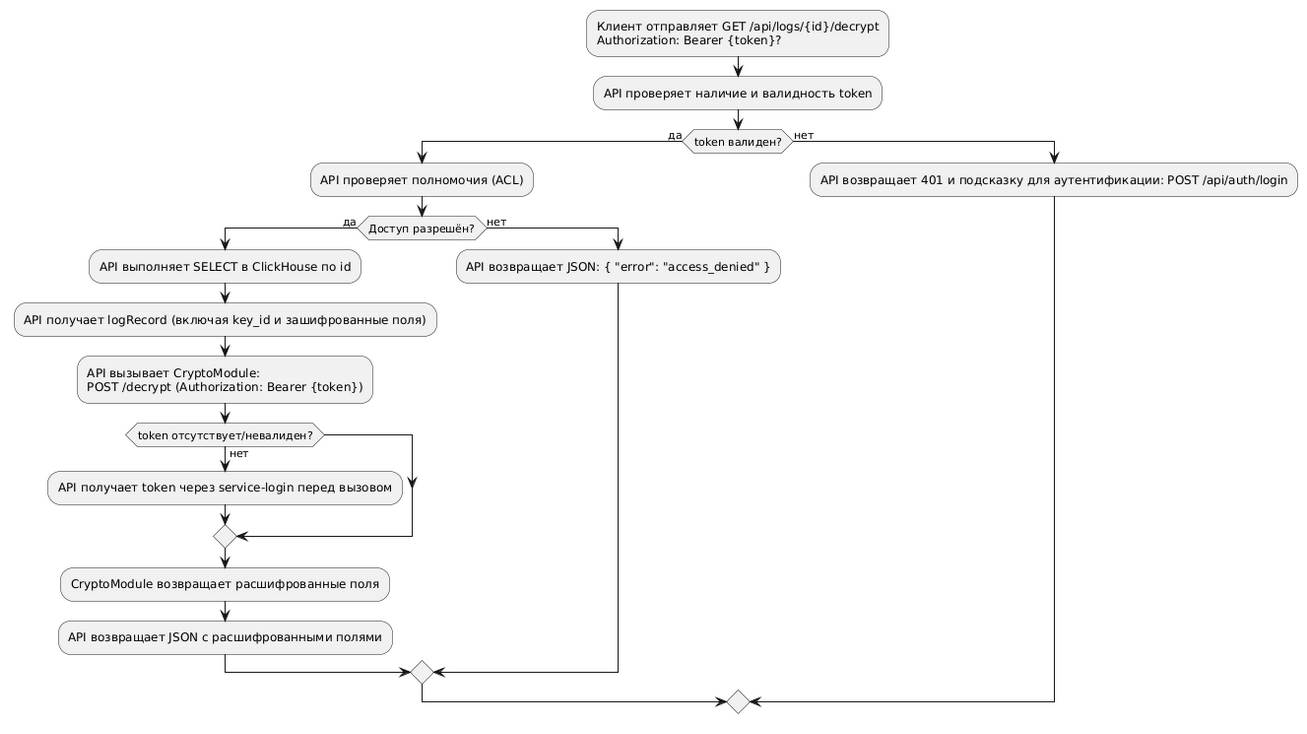 Клиент отправляет GET /api/logs/{id}/decrypt
Authorization: Bearer {token}?
API проверяет наличие и валидность token
да
token валиден?
нет
API проверяет полномочия (ACL)
API возвращает 401 и подсказку для аутентификации: POST /api/auth/login
да
Доступ разрешён?
нет
API выполняет SELECT в ClickHouse по id
API возвращает JSON: { "error": "access_denied" }
API получает logRecord (включая key_id и зашифрованные поля)
API вызывает CryptoModule:
POST /decrypt (Authorization: Bearer {token})
token отсутствует/невалиден?
нет
API получает token через service-login перед вызовом
CryptoModule возвращает расшифрованные поля
API возвращает JSON с расшифрованными полями